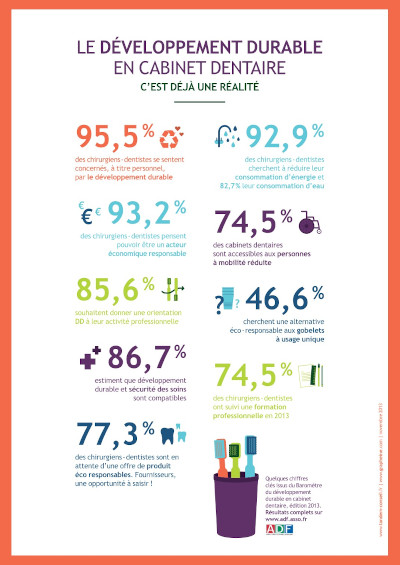 LE DÉVELOPPEMENT DURABLE
EN CABINET DENTAIRE
C'EST DÉJÀ UNE RÉALITÉ
95,5%
des chirurgiens-dentistes se sentent
concernés, à titre personnel,
par le développement durable
92,9%
des chirurgiens-dentistes
cherchent à réduire leur
consommation d'énergie et
82,7% leur consommation d'eau
€€€ 93,2%
des chirurgiens-dentistes pensent
pouvoir être un acteur
économique responsable
74,5%
des cabinets dentaires
sont accessibles aux personnes
à mobilité réduite
85,6%
souhaitent donner une orientation
DD à leur activité professionnelle
? ? 46,6%
cherchent une alternative
éco-responsable aux gobelets
à usage unique
86,7%
estiment que développement
durable et sécurité des soins
sont compatibles
74,5%
des chirurgiens-dentistes
ont suivi une formation
professionnelle en 2013
77,3%
des chirurgiens-dentistes sont en
attente d'une offre de produit
éco responsables. Fournisseurs,
une opportunité à saisir !
Quelques chiffres
clés issus du Baromètre
du développement
durable en cabinet
dentaire, édition 2013.
Résultats complets sur
www.adf.asso.fr
ADF
novembre 2013